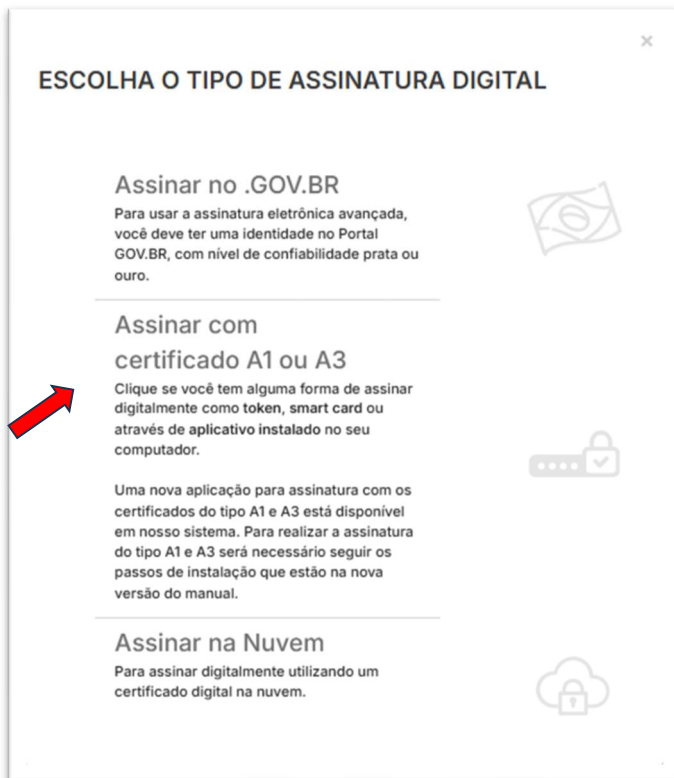 ESCOLHA O TIPO DE ASSINATURA DIGITAL
Assinar no .GOV.BR
Para usar a assinatura eletrônica avançada,
você deve ter uma identidade no Portal
GOV.BR, com nível de confiabilidade prata ou
ouro.
Assinar com
certificado A1 ou A3
Clique se você tem alguma forma de assinar
digitalmente como token, smart card ou
através de aplicativo instalado no seu
computador.
Uma nova aplicação para assinatura com os
certificados do tipo A1 e A3 está disponível
em nosso sistema. Para realizar a assinatura
do tipo A1 e A3 será necessário seguir os
passos de instalação que estão na nova
versão do manual.
Assinar na Nuvem
Para assinar digitalmente utilizando um
certificado digital na nuvem.